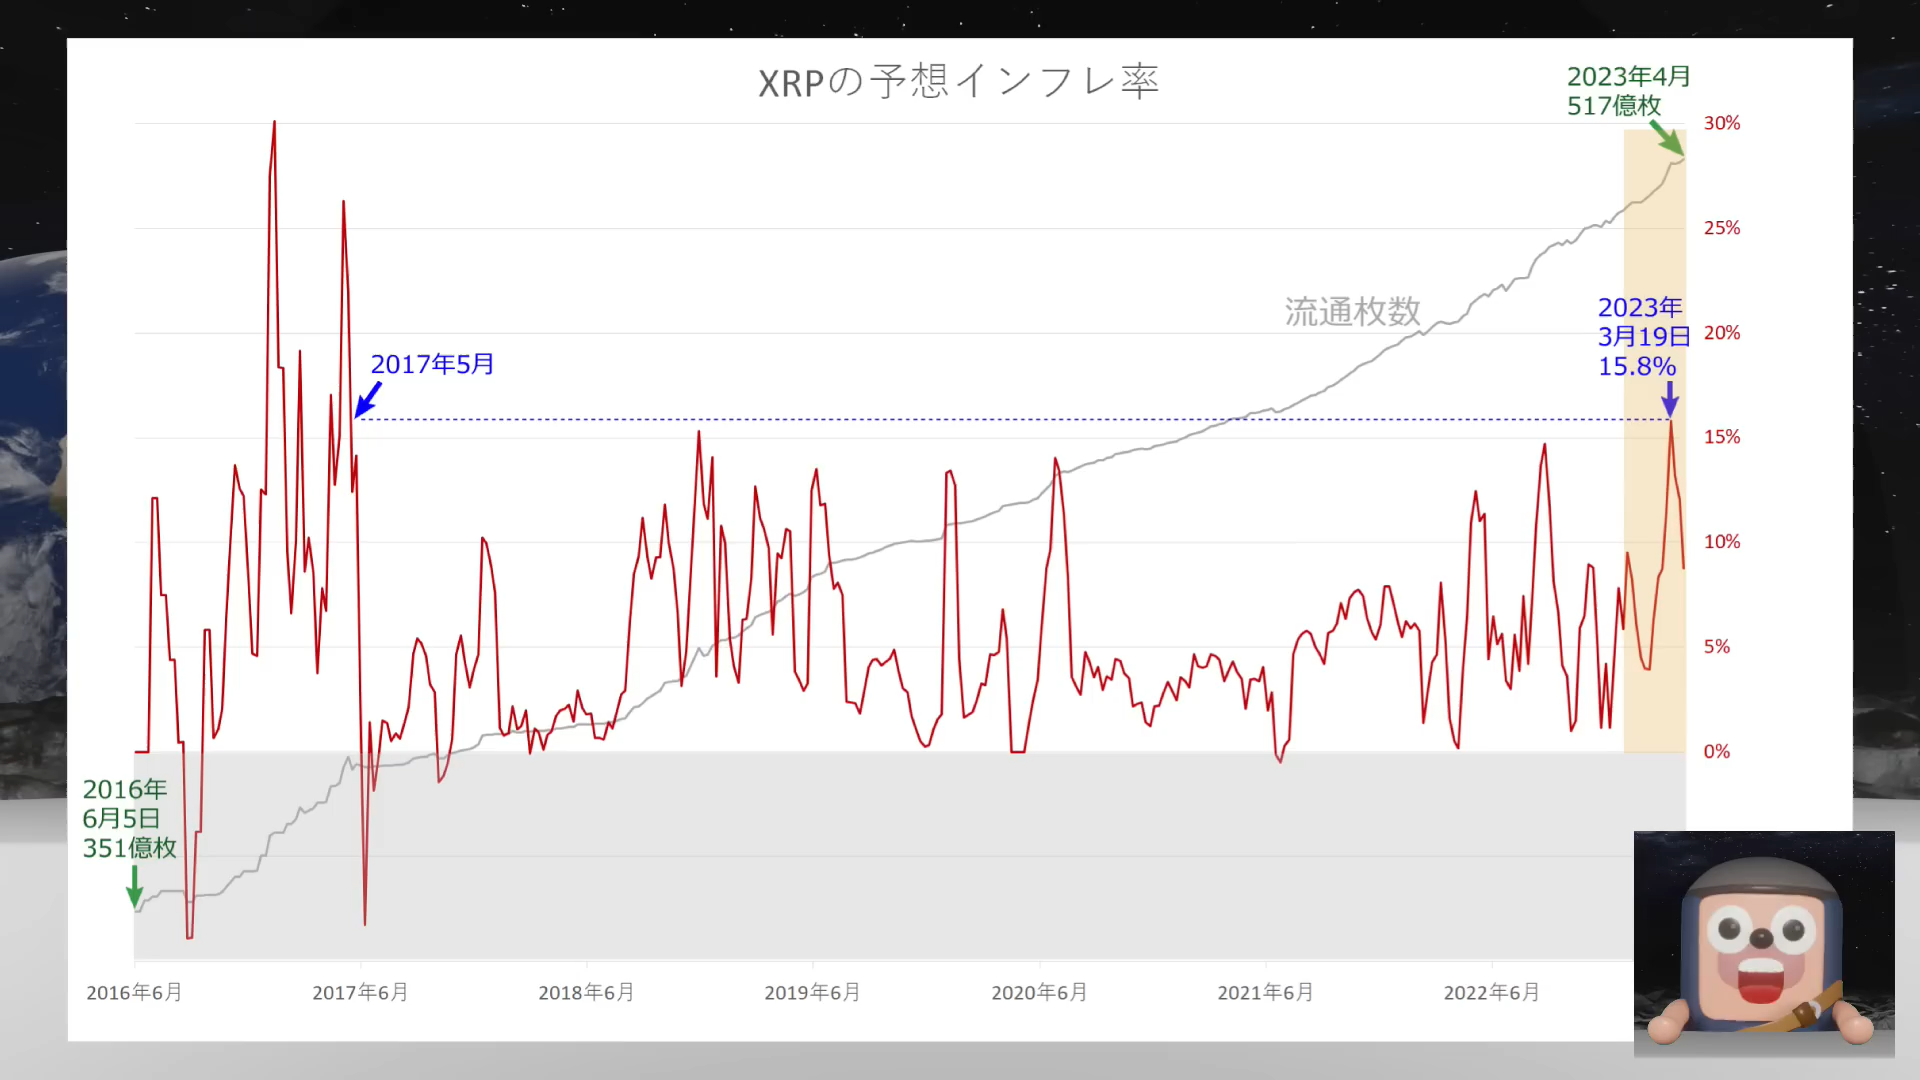 XRPの予想インフレ率
2023年4月
517億枚
30%
25%
20%
15%
10%
5%
0%
流通枚数
2023年
3月19日
15.8%
2017年5月
2016年
6月5日
351億枚
2016年6月
2017年6月
2018年6月
2019年6月
2020年6月
2021年6月
2022年6月